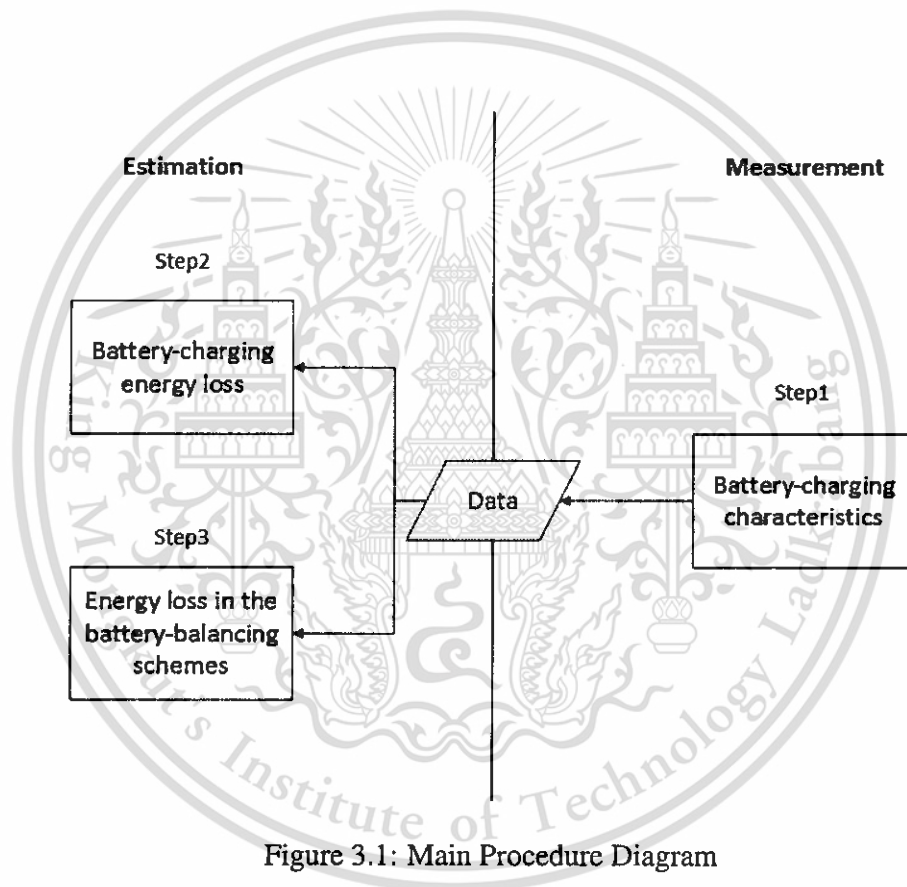 Estimation
Measurement
Step2
Battery-charging
energy loss
Step1
Battery-charging
characteristics
Data
Step3
Energy loss in the
battery-balancing
schemes
King Mongkut's Institute of Technology Ladkrabang
Figure 3.1: Main Procedure Diagram